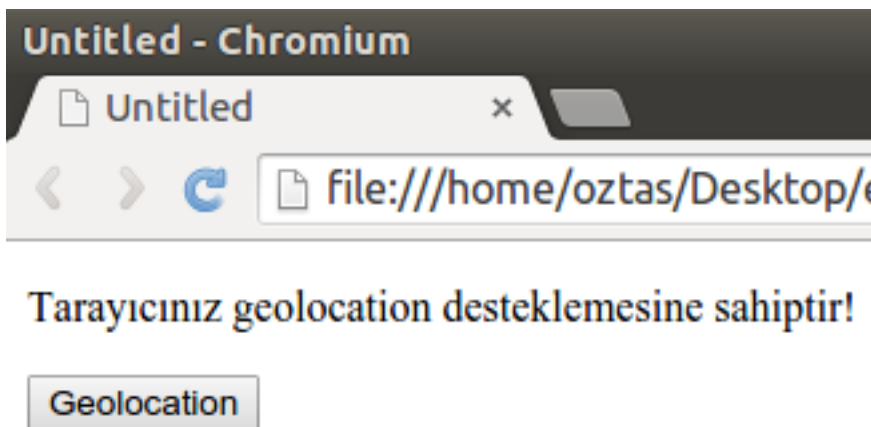 Untitled - Chromium
Untitled ×
file:///home/oztas/Desktop/
Tarayıcınız geolocation desteklemesine sahiptir!
Geolocation